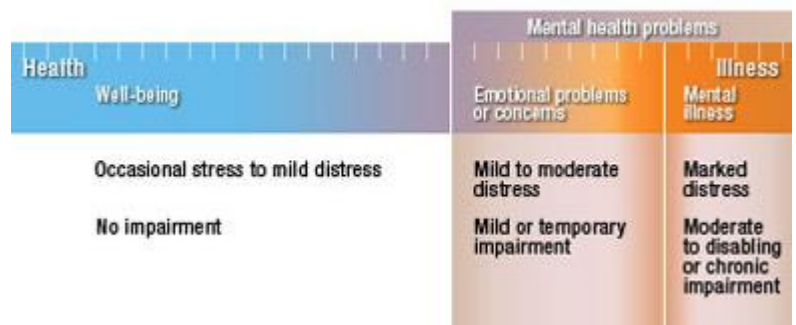 Mental health problems
Health
Illness
Well-being
Emotional problems
or concerns
Mental
illness
Occasional stress to mild distress
Mild to moderate
distress
Marked
distress
No impairment
Mild or temporary
impairment
Moderate
to disabling
or chronic
impairment